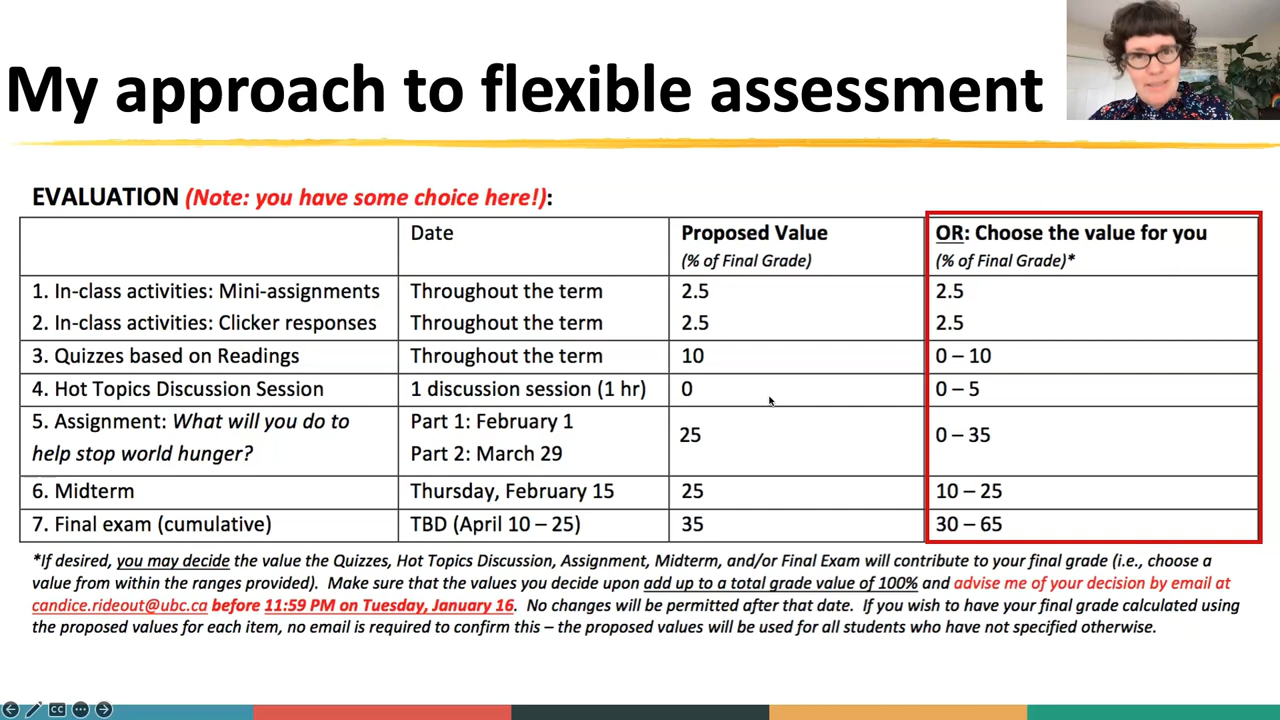 My approach to flexible assessment
EVALUATION (Note: you have some choice here!):
Date
Proposed Value
(% of Final Grade)
OR: Choose the value for you
(% of Final Grade)*
1. In-class activities: Mini-assignments
Throughout the term
2.5
2.5
2. In-class activities: Clicker responses
Throughout the term
2.5
2.5
3. Quizzes based on Readings
Throughout the term
10
0 – 10
4. Hot Topics Discussion Session
1 discussion session (1 hr)
0
0 – 5
5. Assignment: What will you do to
help stop world hunger?
Part 1: February 1
Part 2: March 29
25
0 – 35
6. Midterm
Thursday, February 15
25
10 – 25
7. Final exam (cumulative)
TBD (April 10 – 25)
35
30 – 65
*If desired, you may decide the value the Quizzes, Hot Topics Discussion, Assignment, Midterm, and/or Final Exam will contribute to your final grade (i.e., choose a
value from within the ranges provided). Make sure that the values you decide upon add up to a total grade value of 100% and advise me of your decision by email at
candice.rideout@ubc.ca before 11:59 PM on Tuesday, January 16. No changes will be permitted after that date. If you wish to have your final grade calculated using
the proposed values for each item, no email is required to confirm this – the proposed values will be used for all students who have not specified otherwise.
CC